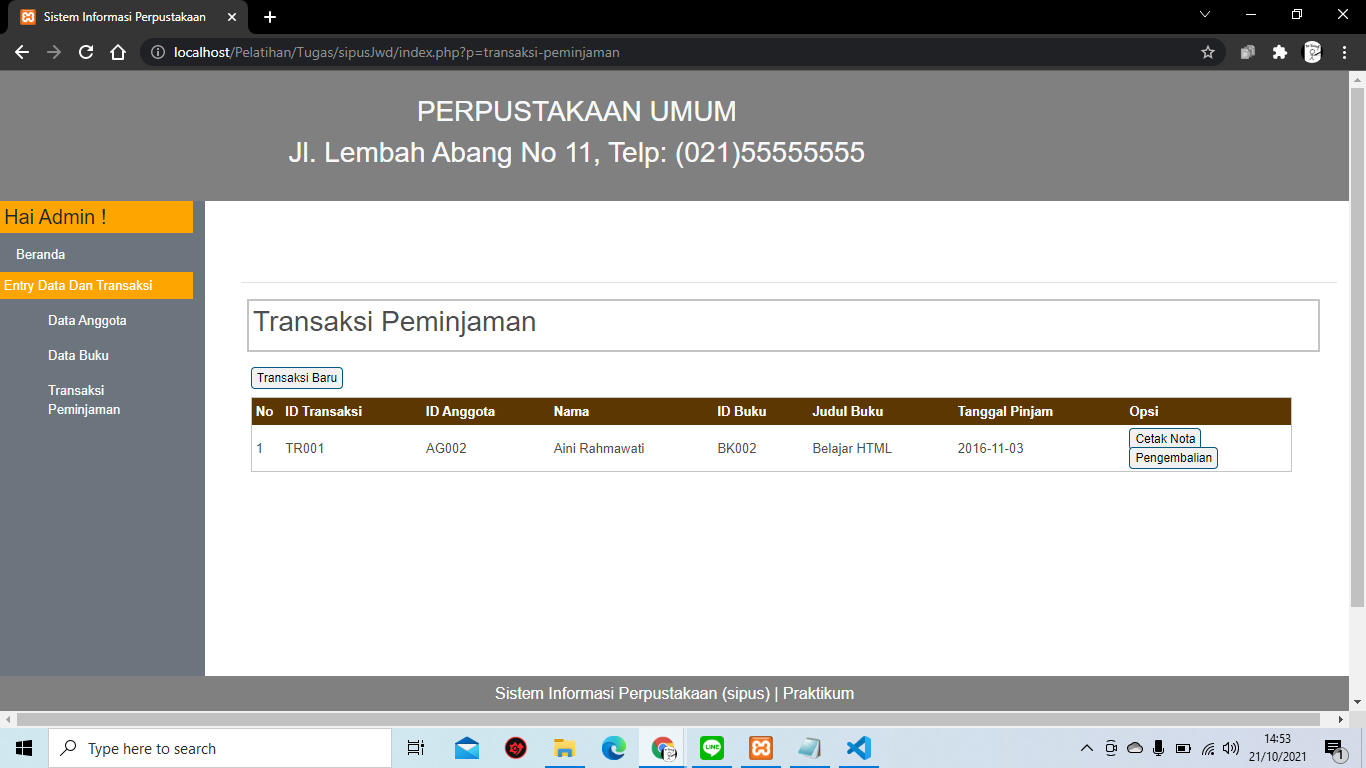 Sistem Informasi Perpustakaan
localhost/Pelatihan/Tugas/sipusJwd/index.php?p=transaksi-peminjaman
PERPUSTAKAAN UMUM
Jl. Lembah Abang No 11, Telp: (021)55555555
Hai Admin !
Beranda
Entry Data Dan Transaksi
Data Anggota
Data Buku
Transaksi
Peminjaman
Transaksi Peminjaman
Transaksi Baru
No ID Transaksi ID Anggota Nama ID Buku Judul Buku Tanggal Pinjam Opsi
1 TR001 AG002 Aini Rahmawati BK002 Belajar HTML 2016-11-03 Cetak Nota
Pengembalian
Sistem Informasi Perpustakaan (sipus) | Praktikum
Type here to search
LINE
14:53
21/10/2021
1